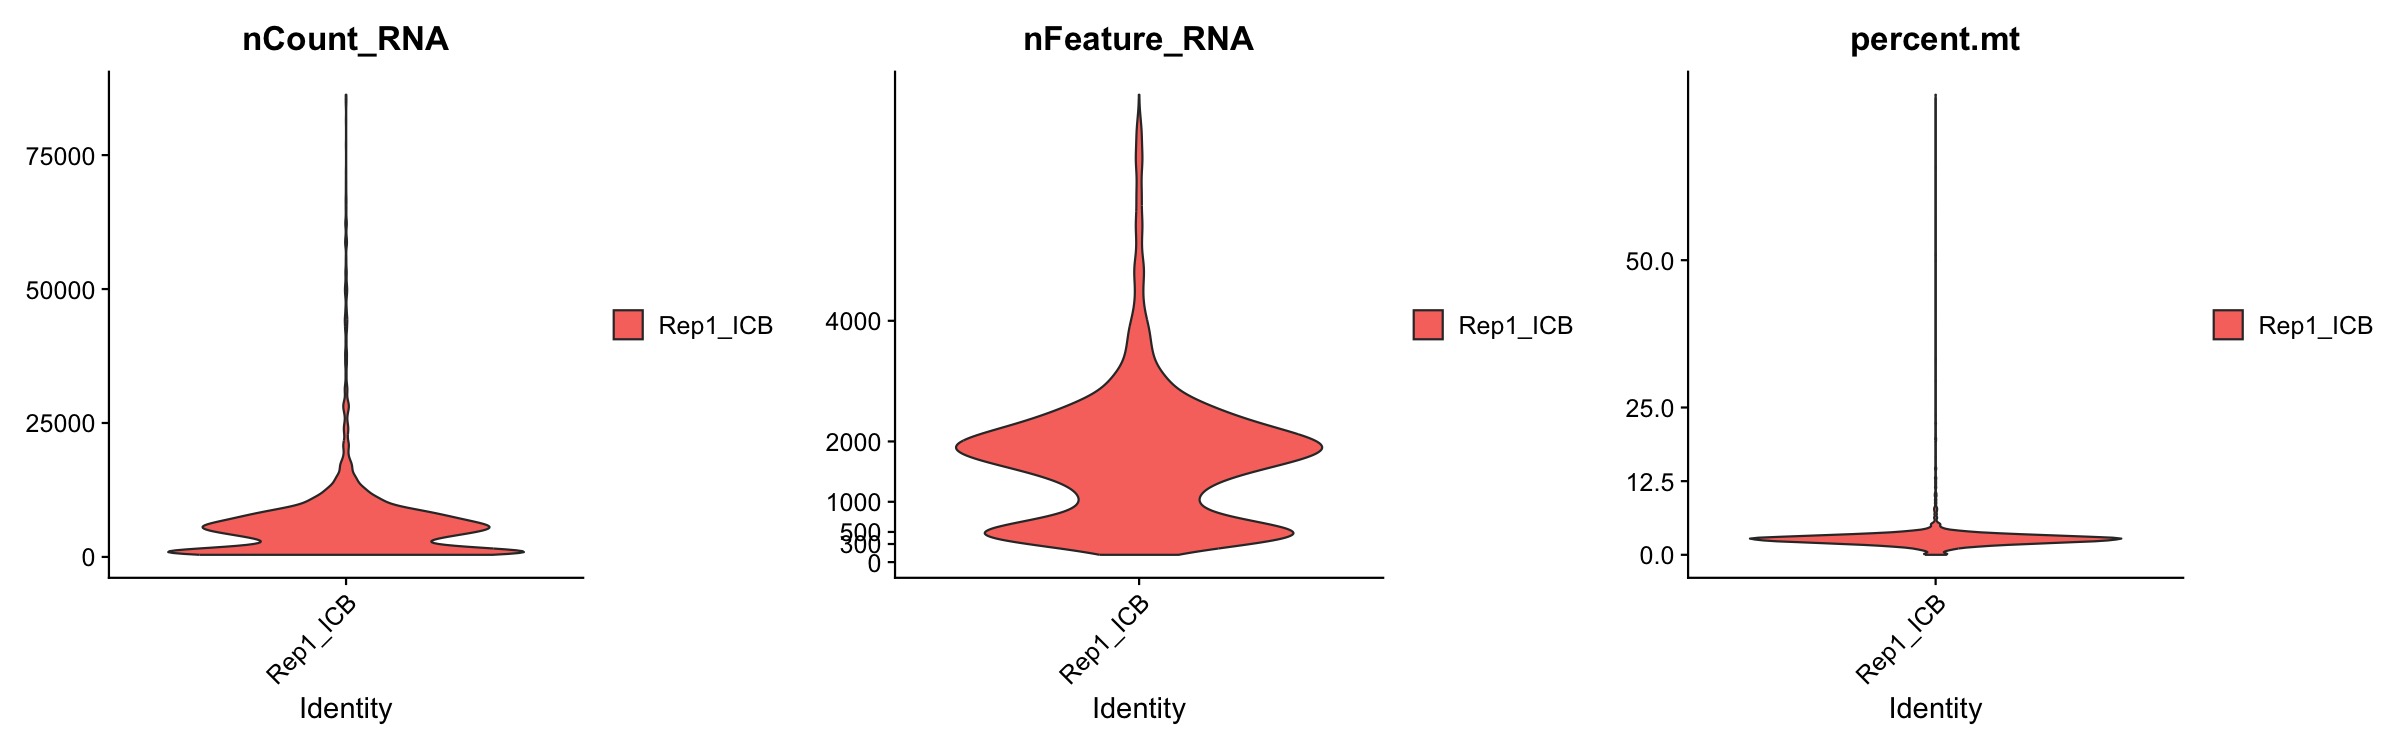 nCount_RNA
75000
50000
25000
0
Rep1_ICB
Identity
Rep1_ICB
nFeature_RNA
4000
2000
1000
500
300
0
Rep1_ICB
Identity
Rep1_ICB
percent.mt
50.0
25.0
12.5
0.0
Rep1_ICB
Identity
Rep1_ICB